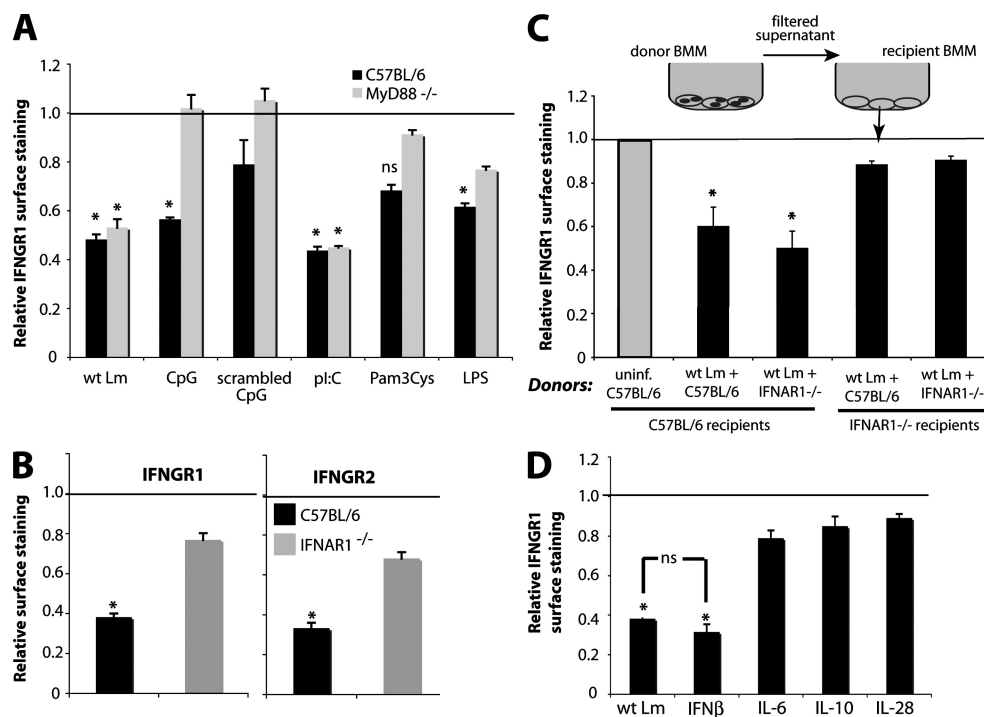 A
Relative IFNGR1 surface staining
1.2
1.0
0.8
0.6
0.4
0.2
0
C57BL/6
MyD88 -/-
* *
*
* *
ns
*
wt Lm
CpG
scrambled
CpG
pI:C
Pam3Cys
LPS
B
Relative surface staining
IFNGR1
1.0
0.8
0.6
0.4
0.2
0
*
IFNGR2
C57BL/6
IFNAR1 -/-
*
C
filtered
supernatant
donor BMM
recipient BMM
Relative IFNGR1 surface staining
1.2
1.0
0.8
0.6
0.4
0.2
0
*
*
Donors:
uninf.
C57BL/6
wt Lm +
C57BL/6
wt Lm +
IFNAR1-/-
wt Lm +
C57BL/6
wt Lm +
IFNAR1-/-
C57BL/6 recipients
IFNAR1-/- recipients
D
Relative IFNGR1
surface staining
1.2
1.0
0.8
0.6
0.4
0.2
0
ns
*
*
wt Lm
IFNβ
IL-6
IL-10
IL-28